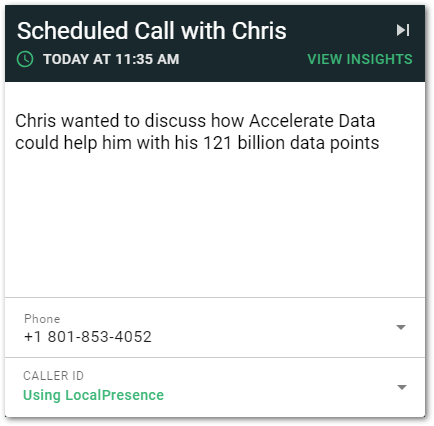 Scheduled Call with Chris
TODAY AT 11:35 AM
VIEW INSIGHTS
Chris wanted to discuss how Accelerate Data
could help him with his 121 billion data points
Phone
+1 801-853-4052
CALLER ID
Using LocalPresence